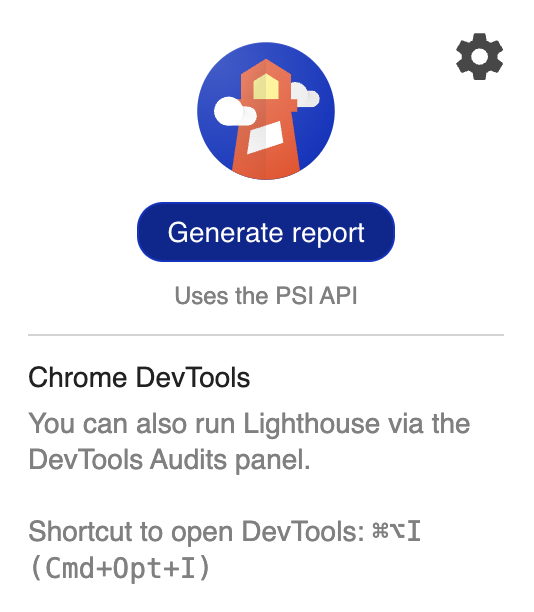 Generate report
Uses the PSI API
Chrome DevTools
You can also run Lighthouse via the
DevTools Audits panel.
Shortcut to open DevTools: ⌘⌥I
(Cmd+Opt+I)